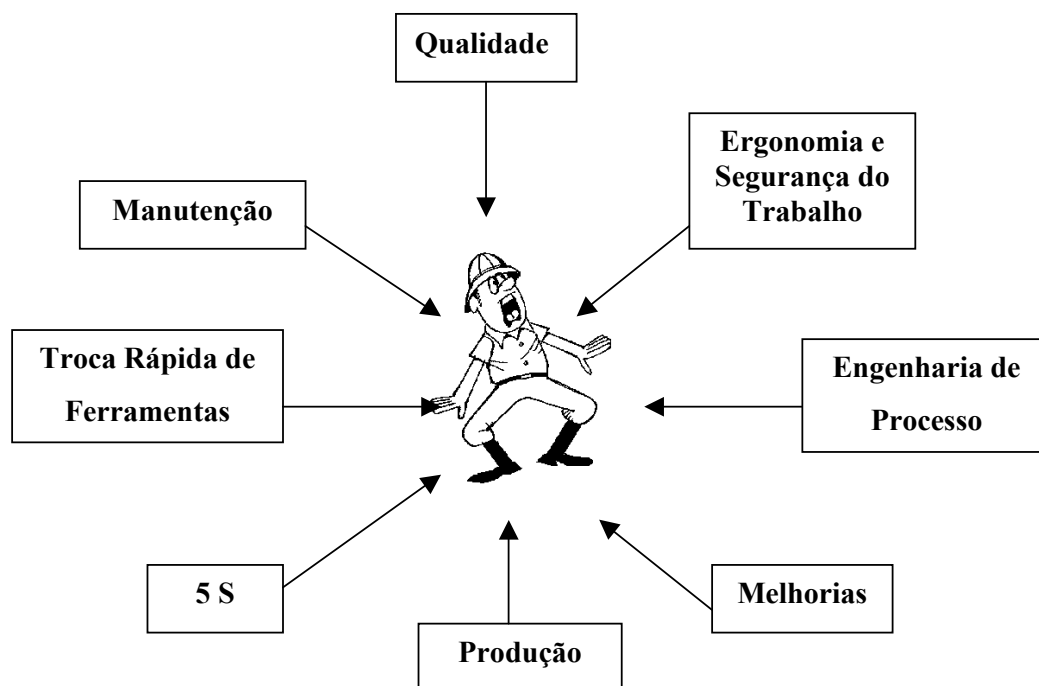 Qualidade
Ergonomia e
Segurança do
Trabalho
Manutenção
Troca Rápida de
Ferramentas
Engenharia de
Processo
5 S
Melhorias
Produção